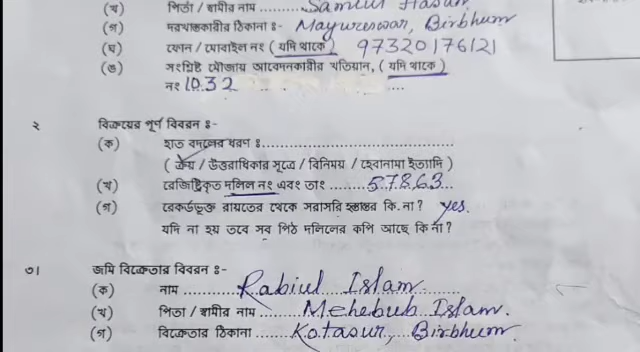 (খ) পিতা / স্বামীর নাম ..... Samiul Hasan
(গ) দরখাস্তকারীর ঠিকানা ঃ- Mayureswar, Birbhum
(ঘ) ফোন / মোবাইল নং ( যদি থাকে ) 97320176121
(ঙ) সংশ্লিষ্ট মৌজায় আবেদনকারীর খতিয়ান, ( যদি থাকে )
নং 1032 ....
২ বিক্রয়ের পূর্ণ বিবরন ঃ-
(ক) হাত বদলের ধরণ ঃ..............................
( ক্রয় / উত্তরাধিকার সূত্রে / বিনিময় / হেবানামা ইত্যাদি )
(খ) রেজিষ্ট্রিকৃত দলিল নং এবং তাং ........57863...
(গ) রেকর্ডভুক্ত রায়তের থেকে সরাসরি হস্তান্তর কি.না? yes.
যদি না হয় তবে সব পিঠ দলিলের কপি আছে কি না?
৩। জমি বিক্রেতার বিবরন ঃ-
(ক) নাম ............Rabiul Islam.
(খ) পিতা / স্বামীর নাম ......Mehebub Islam.
(গ) বিক্রেতার ঠিকানা ......Kotasur, Birbhum